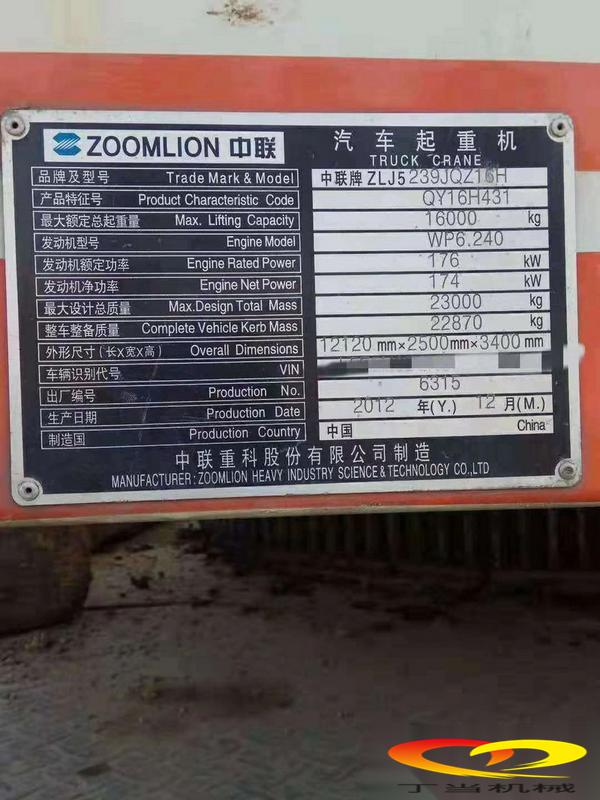 ZOOMLION 中联 汽车起重机
TRUCK CRANE
品牌及型号 Trade Mark & Model 中联牌 ZLJ5239JQZ16H
产品特征号 Product Characteristic Code QY16H431
最大额定总起重量 Max. Lifting Capacity 16000 kg
发动机型号 Engine Model WP6.240
发动机额定功率 Engine Rated Power 176 kW
发动机净功率 Engine Net Power 174 kW
最大设计总质量 Max.Design Total Mass 23000 kg
整车整备质量 Complete Vehicle Kerb Mass 22870 kg
外形尺寸(长X宽X高) Overall Dimensions 12120 mm×2500mm×3400 mm
车辆识别代号 VIN
出厂编号 Production No. 6315
生产日期 Production Date 2012 年(Y.) 12 月(M.)
制造国 Production Country 中国 China
中联重科股份有限公司制造
MANUFACTURER: ZOOMLION HEAVY INDUSTRY SCIENCE & TECHNOLOGY CO.,LTD
丁当机械